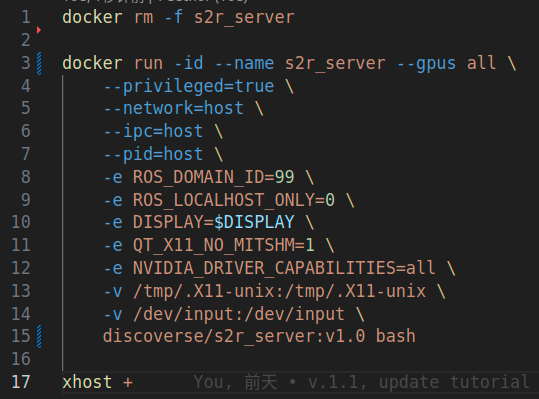 1 docker rm -f s2r_server
2
3 docker run -id --name s2r_server --gpus all \
4 --privileged=true \
5 --network=host \
6 --ipc=host \
7 --pid=host \
8 -e ROS_DOMAIN_ID=99 \
9 -e ROS_LOCALHOST_ONLY=0 \
10 -e DISPLAY=$DISPLAY \
11 -e QT_X11_NO_MITSHM=1 \
12 -e NVIDIA_DRIVER_CAPABILITIES=all \
13 -v /tmp/.X11-unix:/tmp/.X11-unix \
14 -v /dev/input:/dev/input \
15 discoverse/s2r_server:v1.0 bash
16
17 xhost + You, 前天 • v.1.1, update tutorial